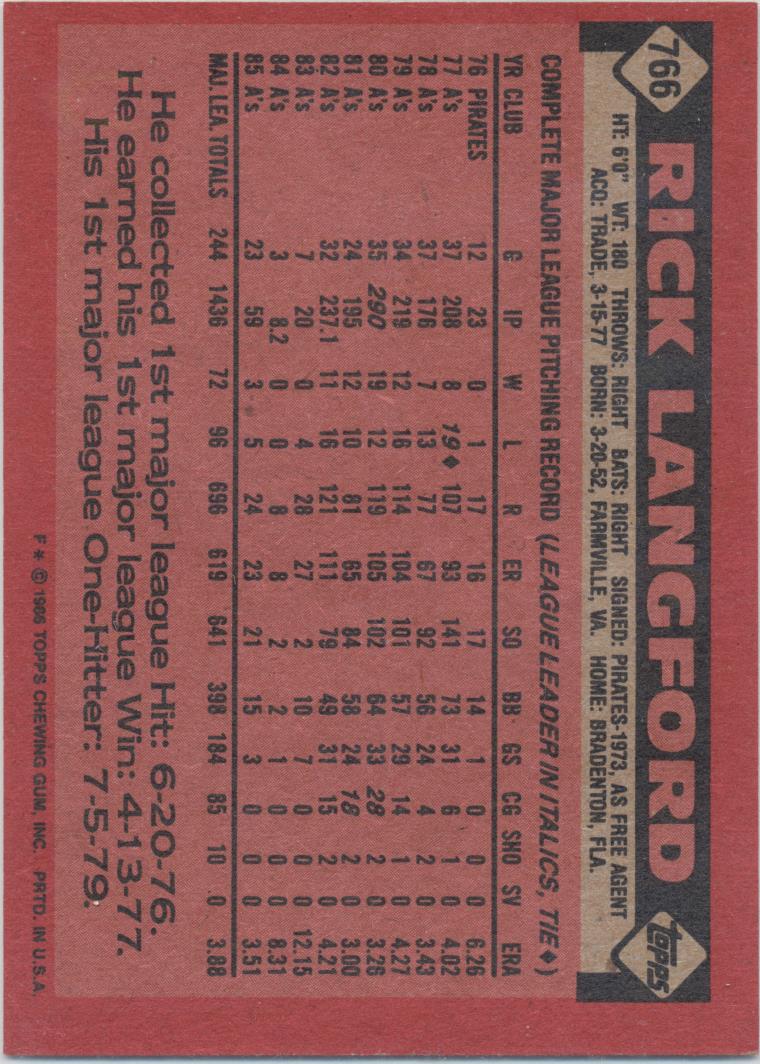 766
RICK LANGFORD
topps
HT: 6'0" WT: 180 THROWS: RIGHT BATS: RIGHT SIGNED: PIRATES-1973, AS FREE AGENT
ACQ: TRADE, 3-15-77 BORN: 3-20-52, FARMVILLE, VA. HOME: BRADENTON, FLA.
COMPLETE MAJOR LEAGUE PITCHING RECORD (LEAGUE LEADER IN ITALICS, TIE♦)
YR CLUB G IP W L R ER SO BB GS CG SHO SV ERA
76 PIRATES 12 23 0 1 17 16 17 14 1 0 0 0 6.26
77 A's 37 208 8 19♦ 107 93 141 73 31 6 1 0 4.02
78 A's 37 176 7 13 77 67 92 56 24 4 2 0 3.43
79 A's 34 219 12 16 114 104 101 57 29 14 1 0 4.27
80 A's 35 290 19 12 119 105 102 64 33 28 2 0 3.26
81 A's 24 195 12 10 81 65 84 58 24 18 2 0 3.00
82 A's 32 237.1 11 16 121 111 79 49 31 15 2 0 4.21
83 A's 7 20 0 4 28 27 2 10 7 0 0 0 12.15
84 A's 3 8.2 0 0 8 8 2 2 1 0 0 0 8.31
85 A's 23 59 3 5 24 23 21 15 3 0 0 0 3.51
MAJ. LEA. TOTALS 244 1436 72 96 696 619 641 398 184 85 10 0 3.88
He collected 1st major league Hit: 6-20-76.
He earned his 1st major league Win: 4-13-77.
His 1st major league One-Hitter: 7-5-79.
F* © 1986 TOPPS CHEWING GUM, INC. PRTD. IN U.S.A.